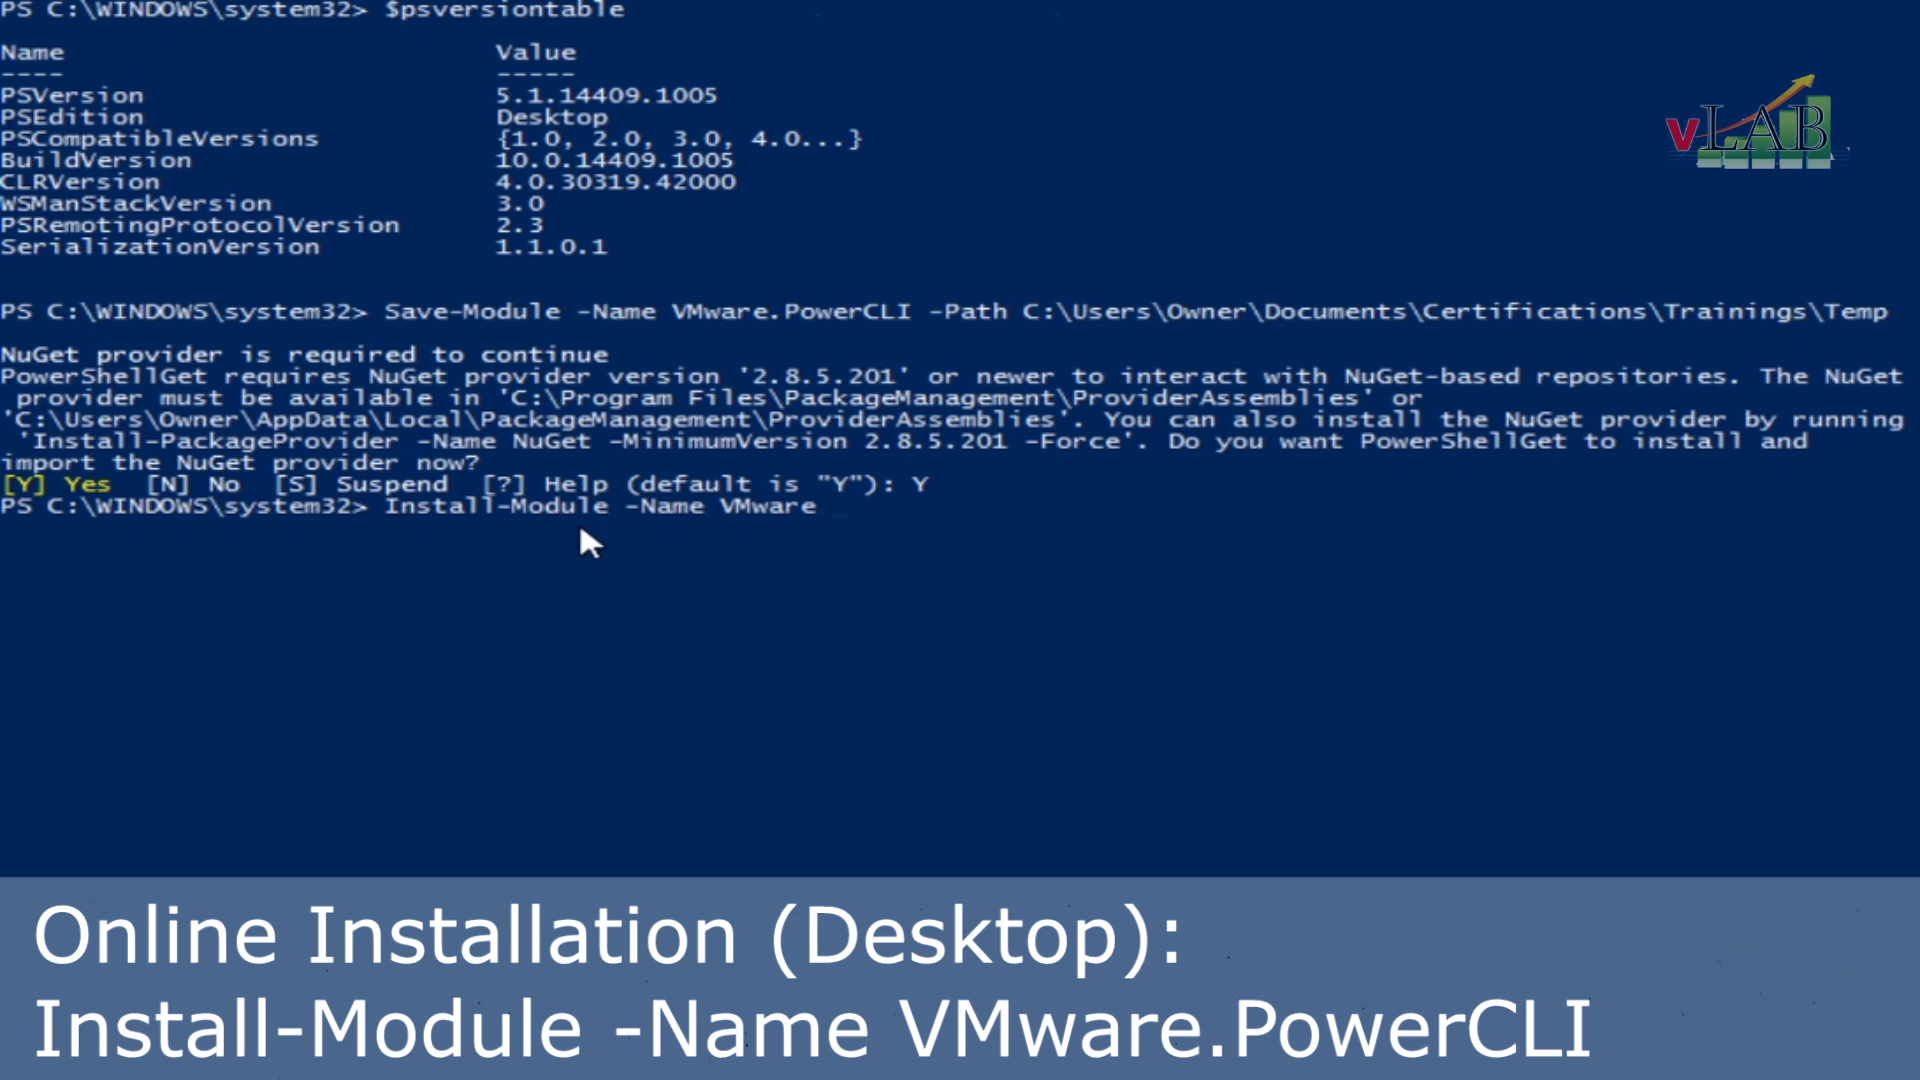 PS C:\WINDOWS\system32> $psversiontable
Name Value
---- -----
PSVersion 5.1.14409.1005
PSEdition Desktop
PSCompatibleVersions {1.0, 2.0, 3.0, 4.0...}
BuildVersion 10.0.14409.1005
CLRVersion 4.0.30319.42000
WSManStackVersion 3.0
PSRemotingProtocolVersion 2.3
SerializationVersion 1.1.0.1
vLAB
PS C:\WINDOWS\system32> Save-Module -Name VMware.PowerCLI -Path C:\Users\Owner\Documents\Certifications\Trainings\Temp
NuGet provider is required to continue
PowerShellGet requires NuGet provider version '2.8.5.201' or newer to interact with NuGet-based repositories. The NuGet
provider must be available in 'C:\Program Files\PackageManagement\ProviderAssemblies' or
'C:\Users\Owner\AppData\Local\PackageManagement\ProviderAssemblies'. You can also install the NuGet provider by running
'Install-PackageProvider -Name NuGet -MinimumVersion 2.8.5.201 -Force'. Do you want PowerShellGet to install and
import the NuGet provider now?
[Y] Yes [N] No [S] Suspend [?] Help (default is "Y"): Y
PS C:\WINDOWS\system32> Install-Module -Name VMware
Online Installation (Desktop):
Install-Module -Name VMware.PowerCLI